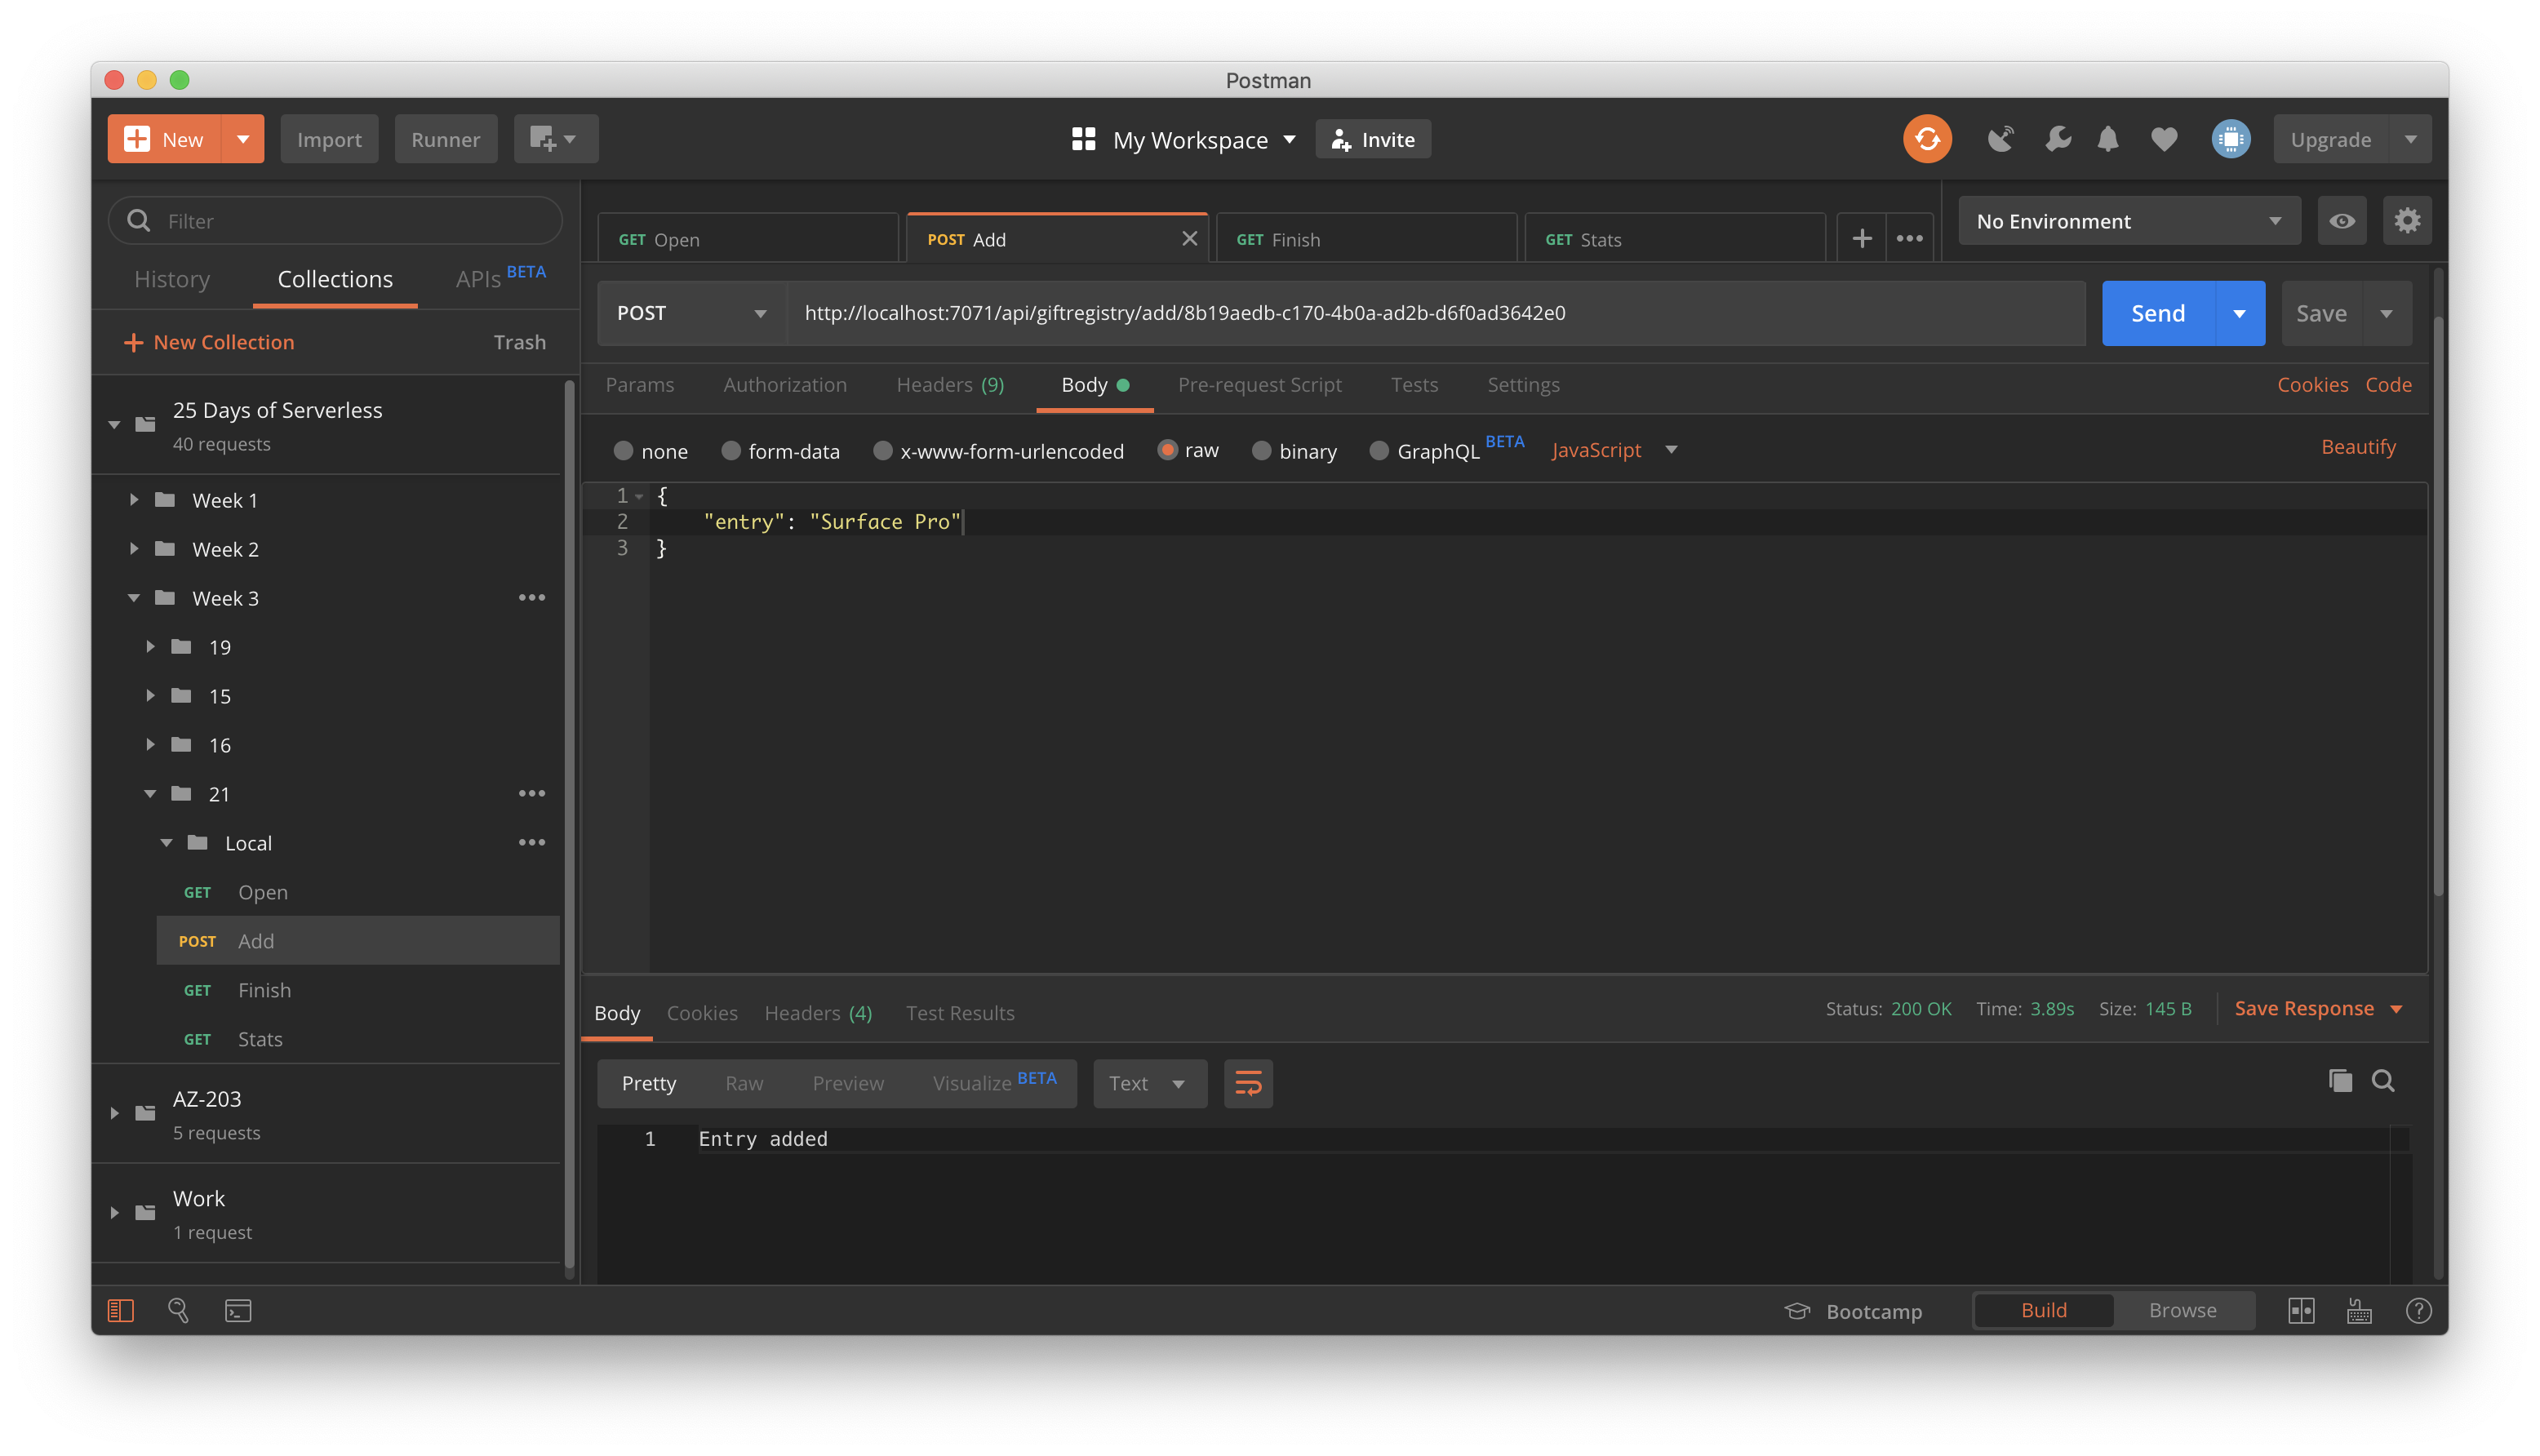 Postman
New
Import
Runner
My Workspace
Invite
Upgrade
Filter
History
Collections
APIs BETA
New Collection
Trash
25 Days of Serverless
40 requests
Week 1
Week 2
Week 3
19
15
16
21
Local
GET Open
POST Add
GET Finish
GET Stats
AZ-203
5 requests
Work
1 request
GET Open
POST Add
GET Finish
GET Stats
No Environment
POST
http://localhost:7071/api/giftregistry/add/8b19aedb-c170-4b0a-ad2b-d6f0ad3642e0
Send
Save
Params
Authorization
Headers (9)
Body
Pre-request Script
Tests
Settings
Cookies
Code
none
form-data
x-www-form-urlencoded
raw
binary
GraphQL BETA
JavaScript
Beautify
1 {
2 "entry": "Surface Pro"
3 }
Body
Cookies
Headers (4)
Test Results
Status: 200 OK
Time: 3.89s
Size: 145 B
Save Response
Pretty
Raw
Preview
Visualize BETA
Text
1 Entry added
Bootcamp
Build
Browse